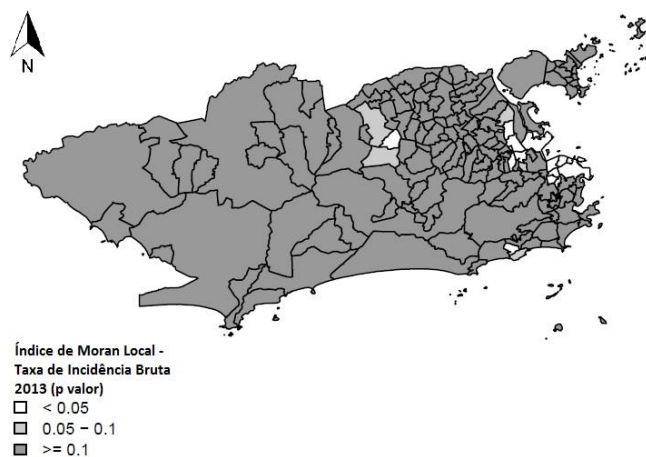 N
Índice de Moran Local -
Taxa de Incidência Bruta
2013 (p valor)
< 0.05
0.05 − 0.1
>= 0.1